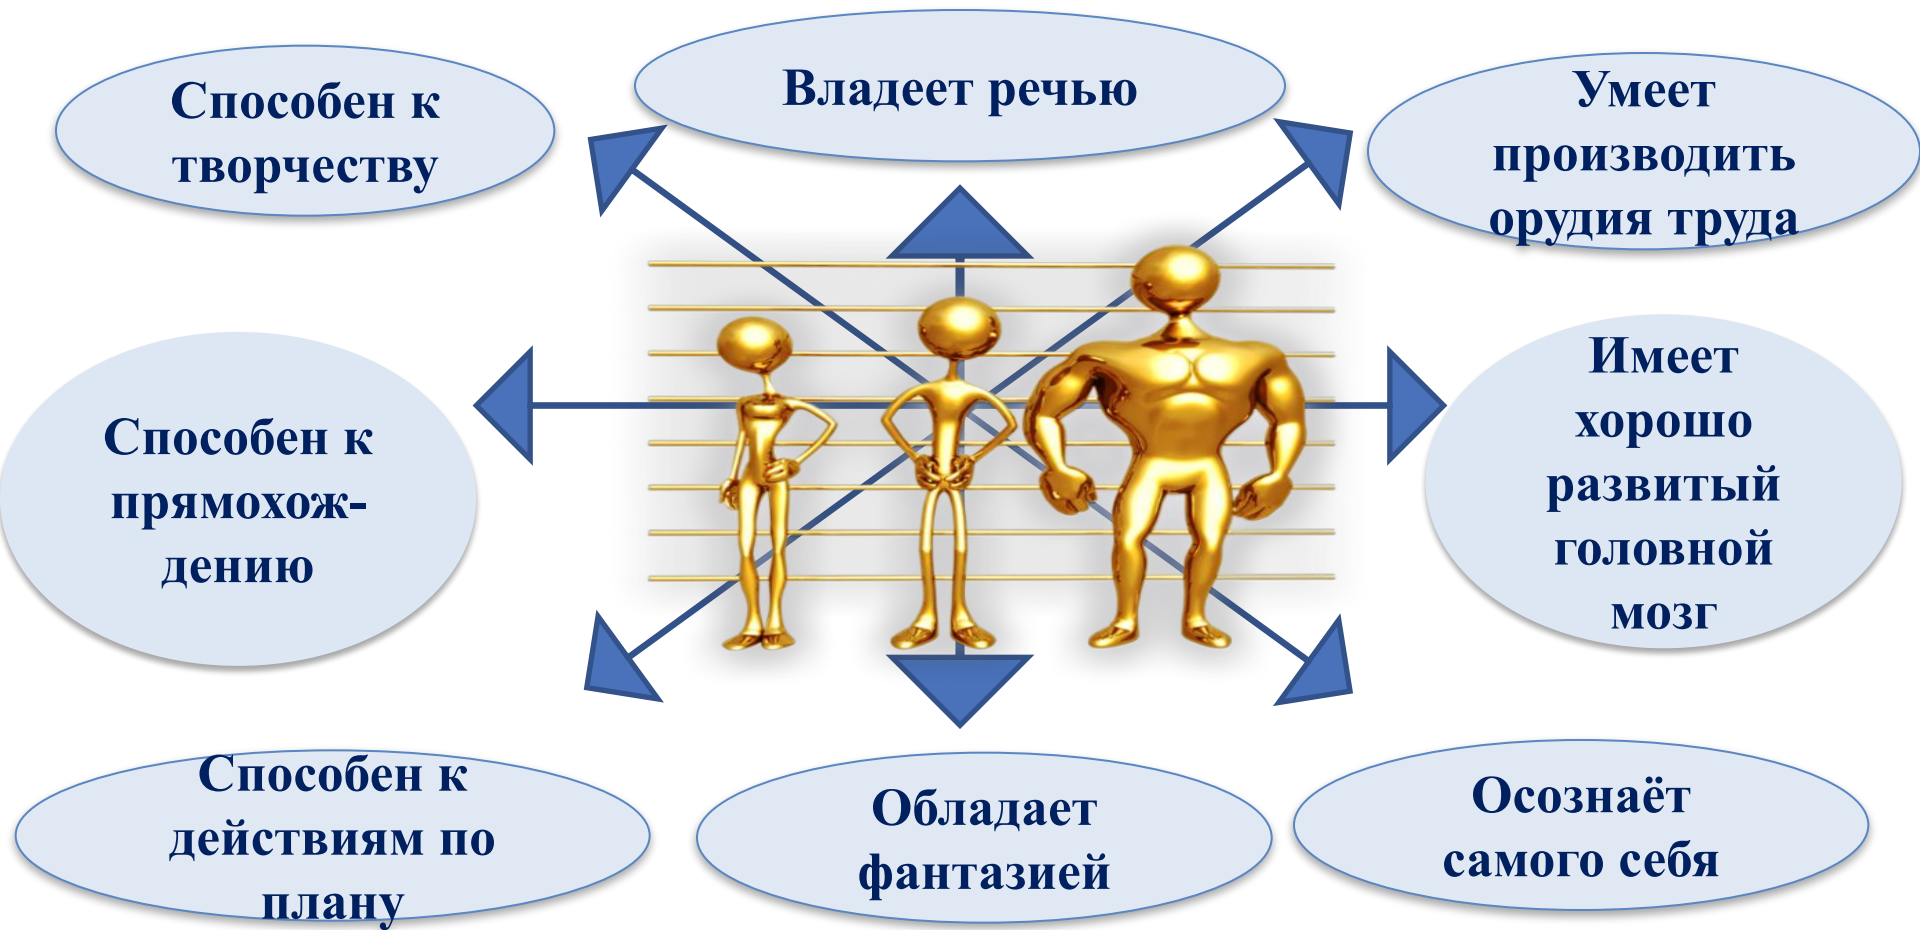 Способен к
творчеству
Владеет речью
Умеет
производить
орудия труда
Способен к
прямохож-
дению
Имеет
хорошо
развитый
головной
мозг
Способен к
действиям по
плану
Обладает
фантазией
Осознаёт
самого себя